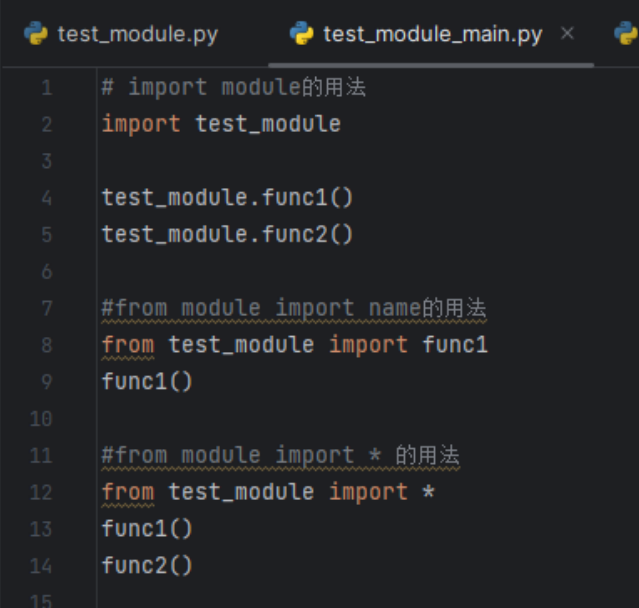 test_module.py
test_module_main.py
1 # import module的用法
2 import test_module
3
4 test_module.func1()
5 test_module.func2()
6
7 #from module import name的用法
8 from test_module import func1
9 func1()
10
11 #from module import * 的用法
12 from test_module import *
13 func1()
14 func2()
15